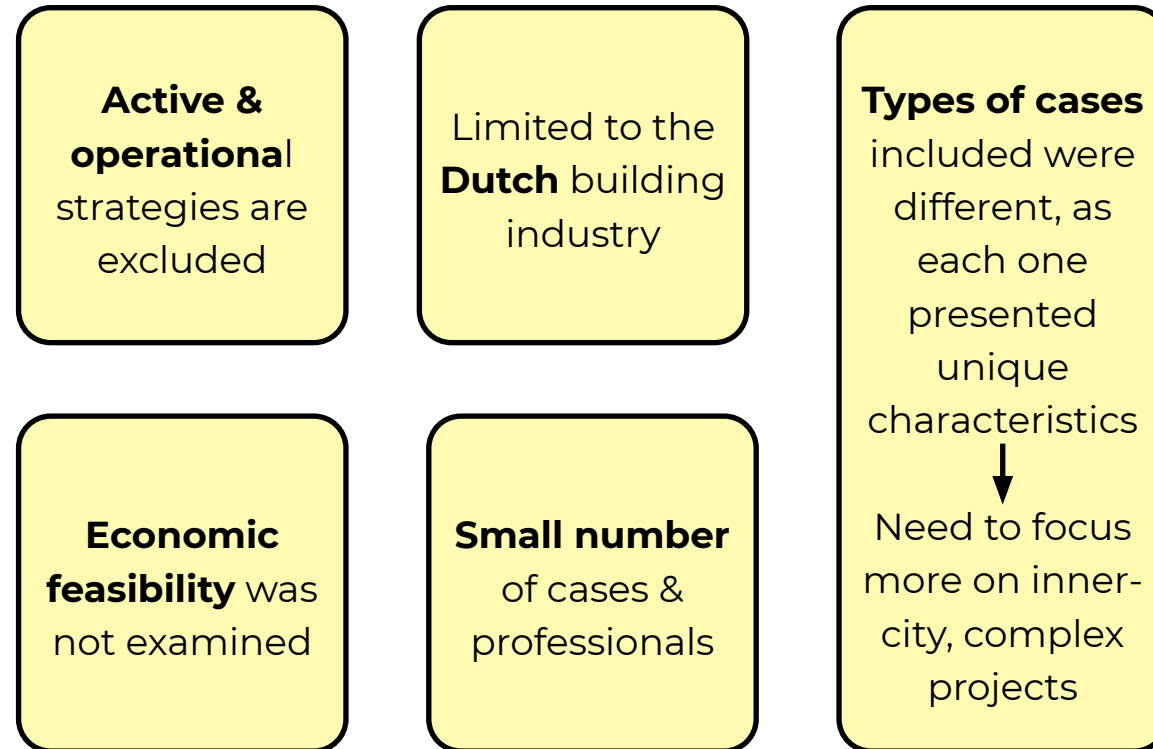 Active &
operational
strategies are
excluded
Limited to the
Dutch building
industry
Types of cases
included were
different, as
each one
presented
unique
characteristics
Need to focus
more on inner-
city, complex
projects
Economic
feasibility was
not examined
Small number
of cases &
professionals